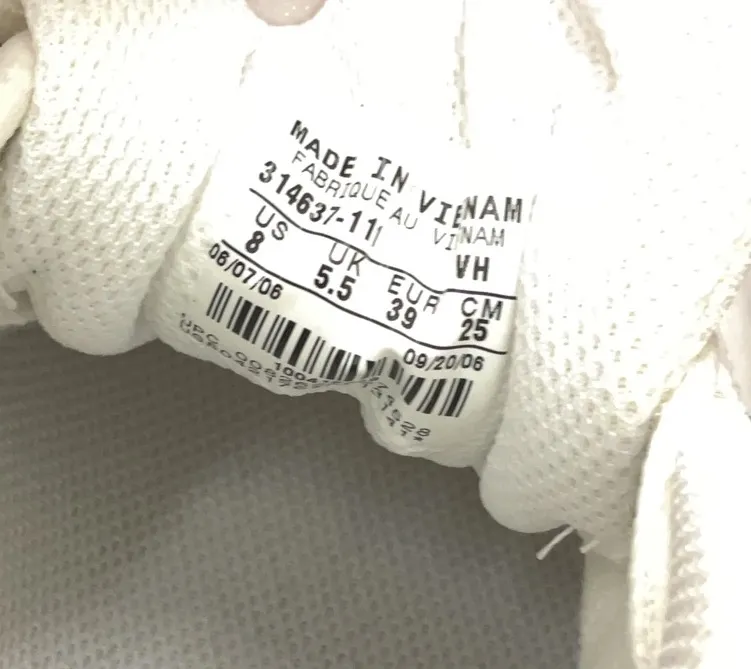 MADE IN VIETNAM
FABRIQUE AU VIETNAM
314637-111 VH
US UK EUR CM
8 5.5 39 25
06/07/06 09/20/06
UPC